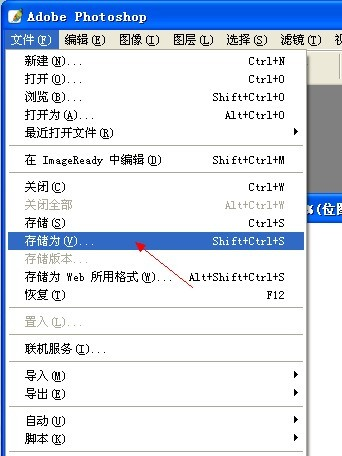 Adobe Photoshop
文件(F) 编辑(E) 图像(I) 图层(L) 选择(S) 滤镜(T)
新建(N)... Ctrl+N
打开(O)... Ctrl+O
浏览(B)... Shift+Ctrl+O
打开为(A)... Alt+Ctrl+O
最近打开文件(R)
在 ImageReady 中编辑(D) Shift+Ctrl+M
关闭(C) Ctrl+W
关闭全部 Alt+Ctrl+W
%(位图
存储(S) Ctrl+S
存储为(V)... Shift+Ctrl+S
存储版本...
存储为 Web 所用格式(W)... Alt+Shift+Ctrl+S
恢复(T) F12
置入(L)...
联机服务(I)...
导入(M)
导出(E)
自动(U)
脚本(K)